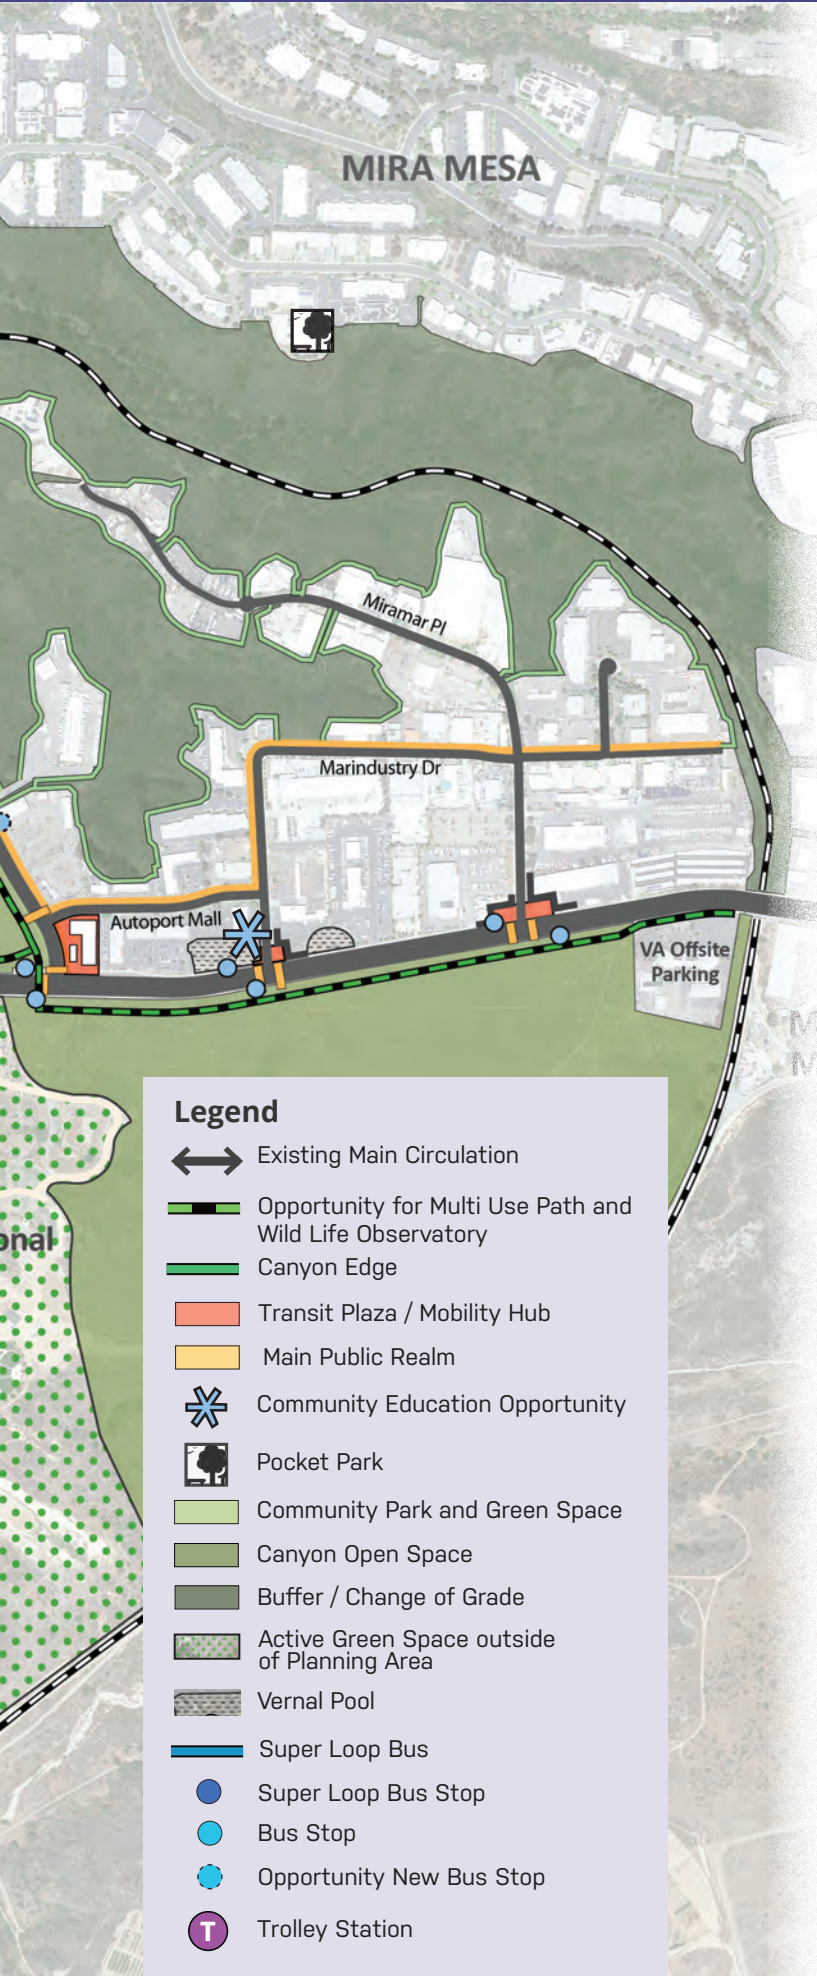 MIRA MESA
Miramar Pl
Marindustry Dr
Autoport Mall
VA Offsite
Parking
M
M
onal
Legend
Existing Main Circulation
Opportunity for Multi Use Path and
Wild Life Observatory
Canyon Edge
Transit Plaza / Mobility Hub
Main Public Realm
Community Education Opportunity
Pocket Park
Community Park and Green Space
Canyon Open Space
Buffer / Change of Grade
Active Green Space outside
of Planning Area
Vernal Pool
Super Loop Bus
Super Loop Bus Stop
Bus Stop
Opportunity New Bus Stop
T Trolley Station